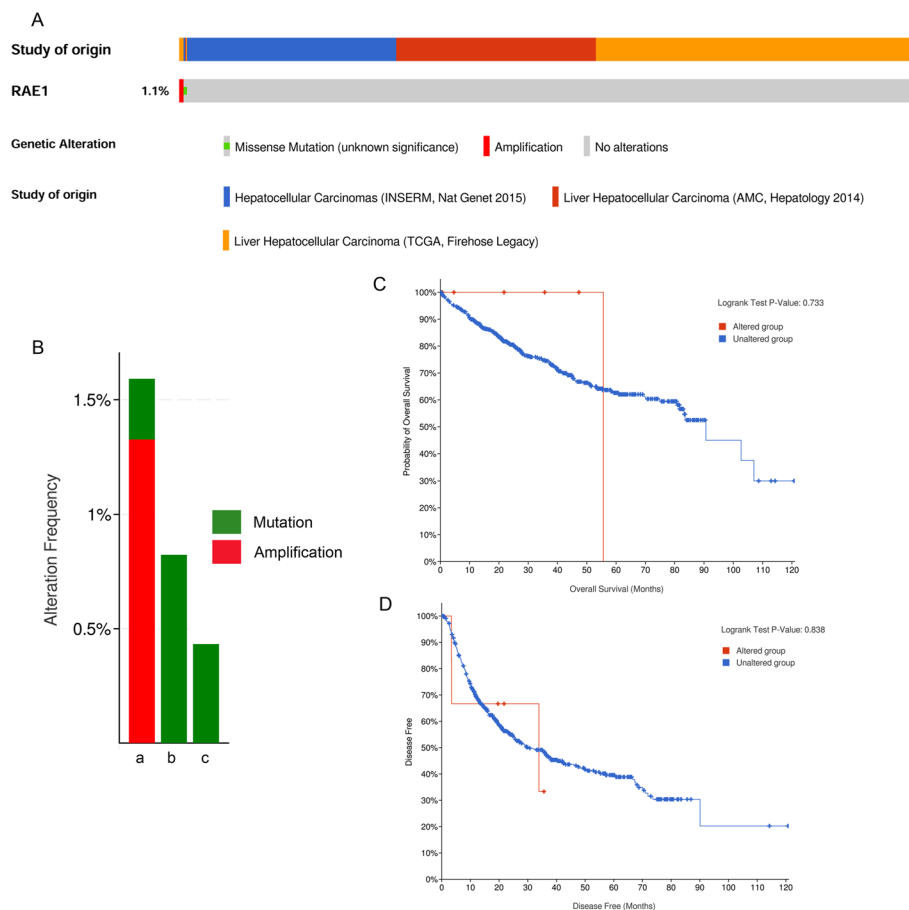 A
Study of origin
RAE1 1.1%
Genetic Alteration Missense Mutation (unknown significance) Amplification No alterations
Study of origin Hepatocellular Carcinomas (INSERM, Nat Genet 2015) Liver Hepatocellular Carcinoma (AMC, Hepatology 2014)
Liver Hepatocellular Carcinoma (TCGA, Firehose Legacy)
B
Alteration Frequency
1.5%
1%
0.5%
a b c
Mutation
Amplification
C
Probability of Overall Survival
100%
90%
80%
70%
60%
50%
40%
30%
20%
10%
0%
0 10 20 30 40 50 60 70 80 90 100 110 120
Overall Survival (Months)
Logrank Test P-Value: 0.733
Altered group
Unaltered group
D
Disease Free
100%
90%
80%
70%
60%
50%
40%
30%
20%
10%
0%
0 10 20 30 40 50 60 70 80 90 100 110 120
Disease Free (Months)
Logrank Test P-Value: 0.838
Altered group
Unaltered group